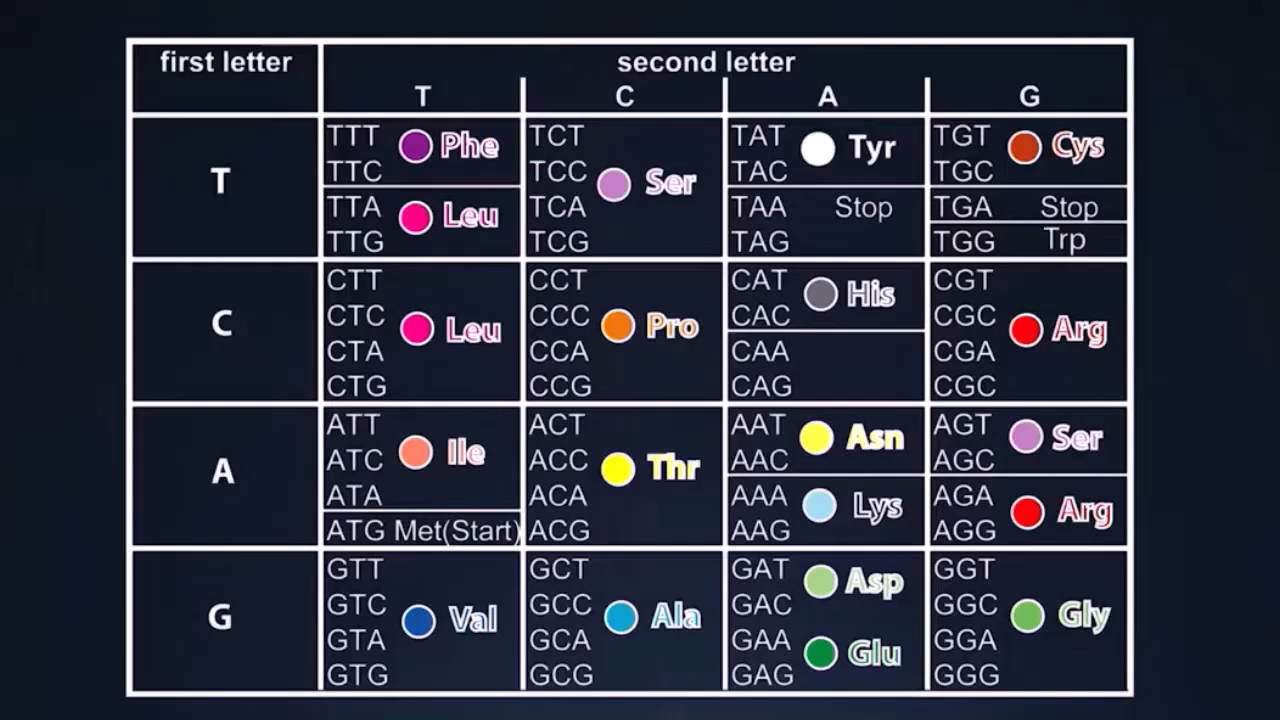 first letter second letter
T C A G
T
TTT Phe
TTC
TTA Leu
TTG
TCT
TCC Ser
TCA
TCG
TAT Tyr
TAC
TAA Stop
TAG
TGT Cys
TGC
TGA Stop
TGG Trp
C
CTT
CTC Leu
CTA
CTG
CCT
CCC Pro
CCA
CCG
CAT His
CAC
CAA
CAG
CGT
CGC Arg
CGA
CGC
A
ATT
ATC Ile
ATA
ATG Met(Start)
ACT
ACC Thr
ACA
ACG
AAT Asn
AAC
AAA Lys
AAG
AGT Ser
AGC
AGA Arg
AGG
G
GTT
GTC Val
GTA
GTG
GCT
GCC Ala
GCA
GCG
GAT Asp
GAC
GAA Glu
GAG
GGT
GGC Gly
GGA
GGG